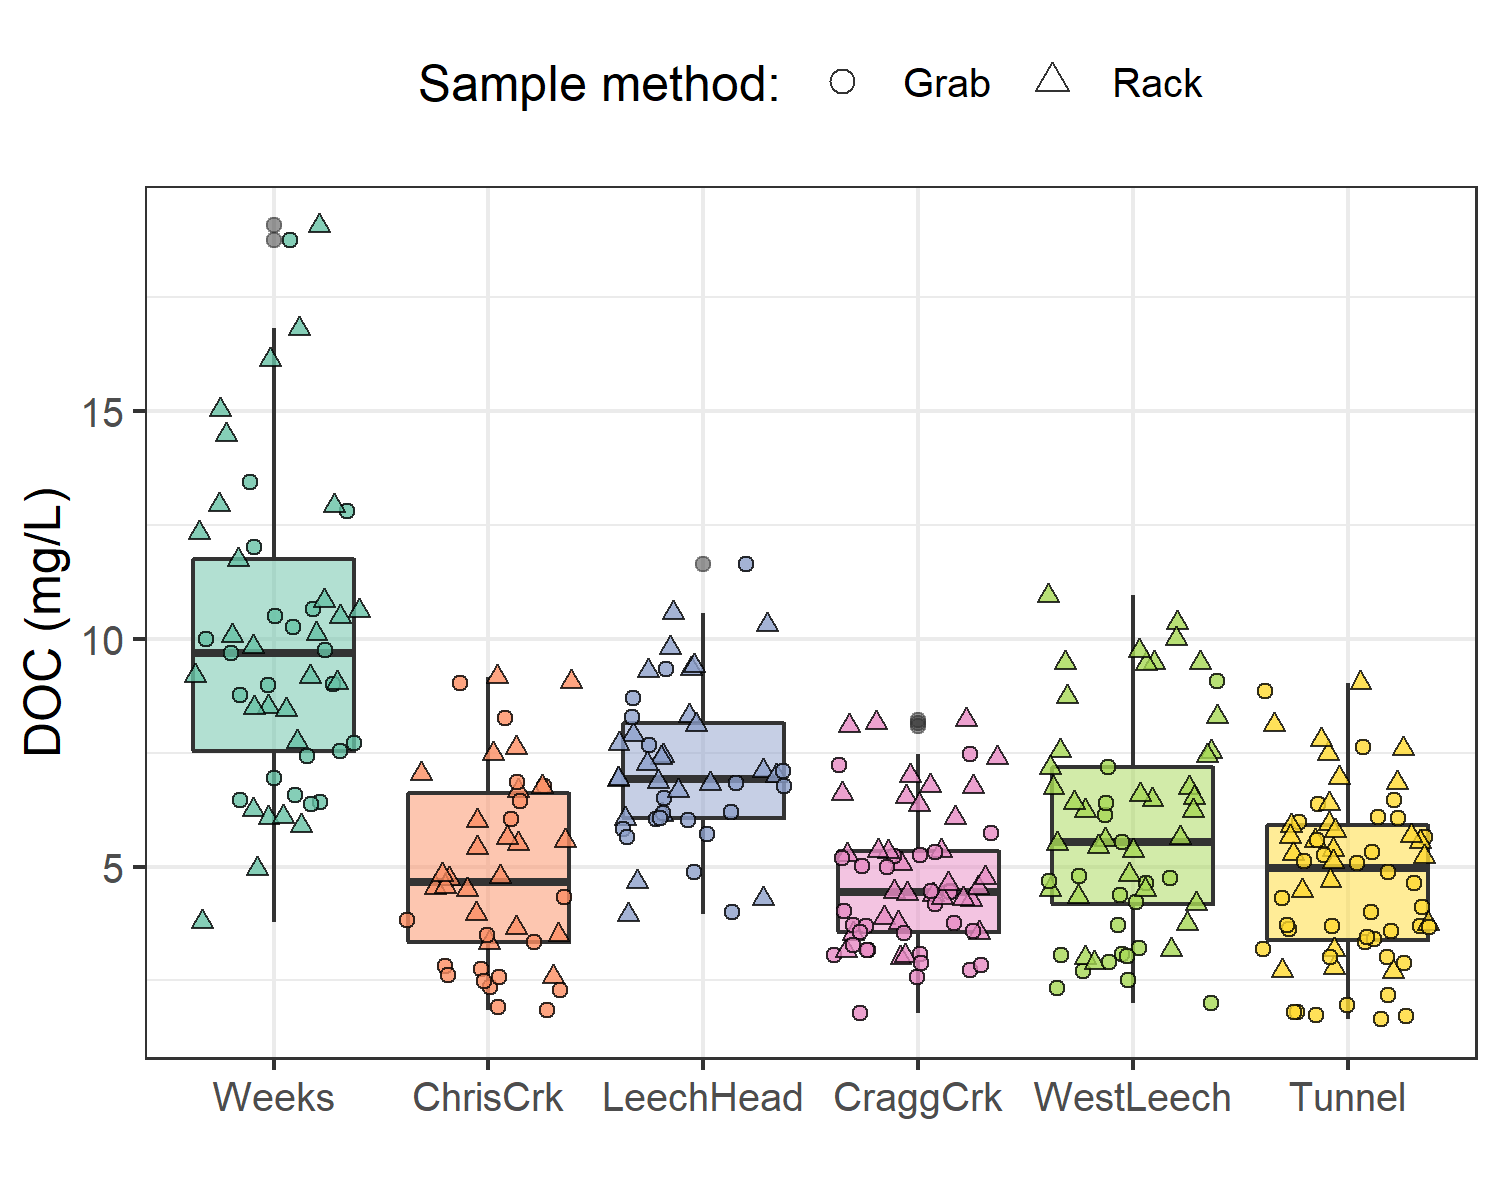 Sample method: Grab Rack
DOC (mg/L)
15
10
5
Weeks ChrisCrk LeechHead CraggCrk WestLeech Tunnel